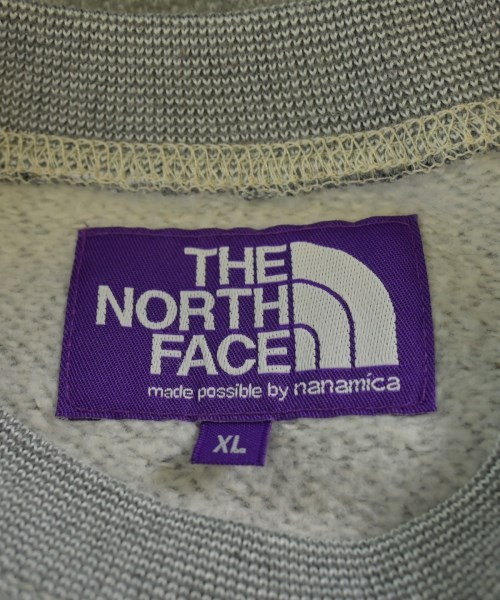 THE
NORTH
FACE
made possible by nanamica
XL